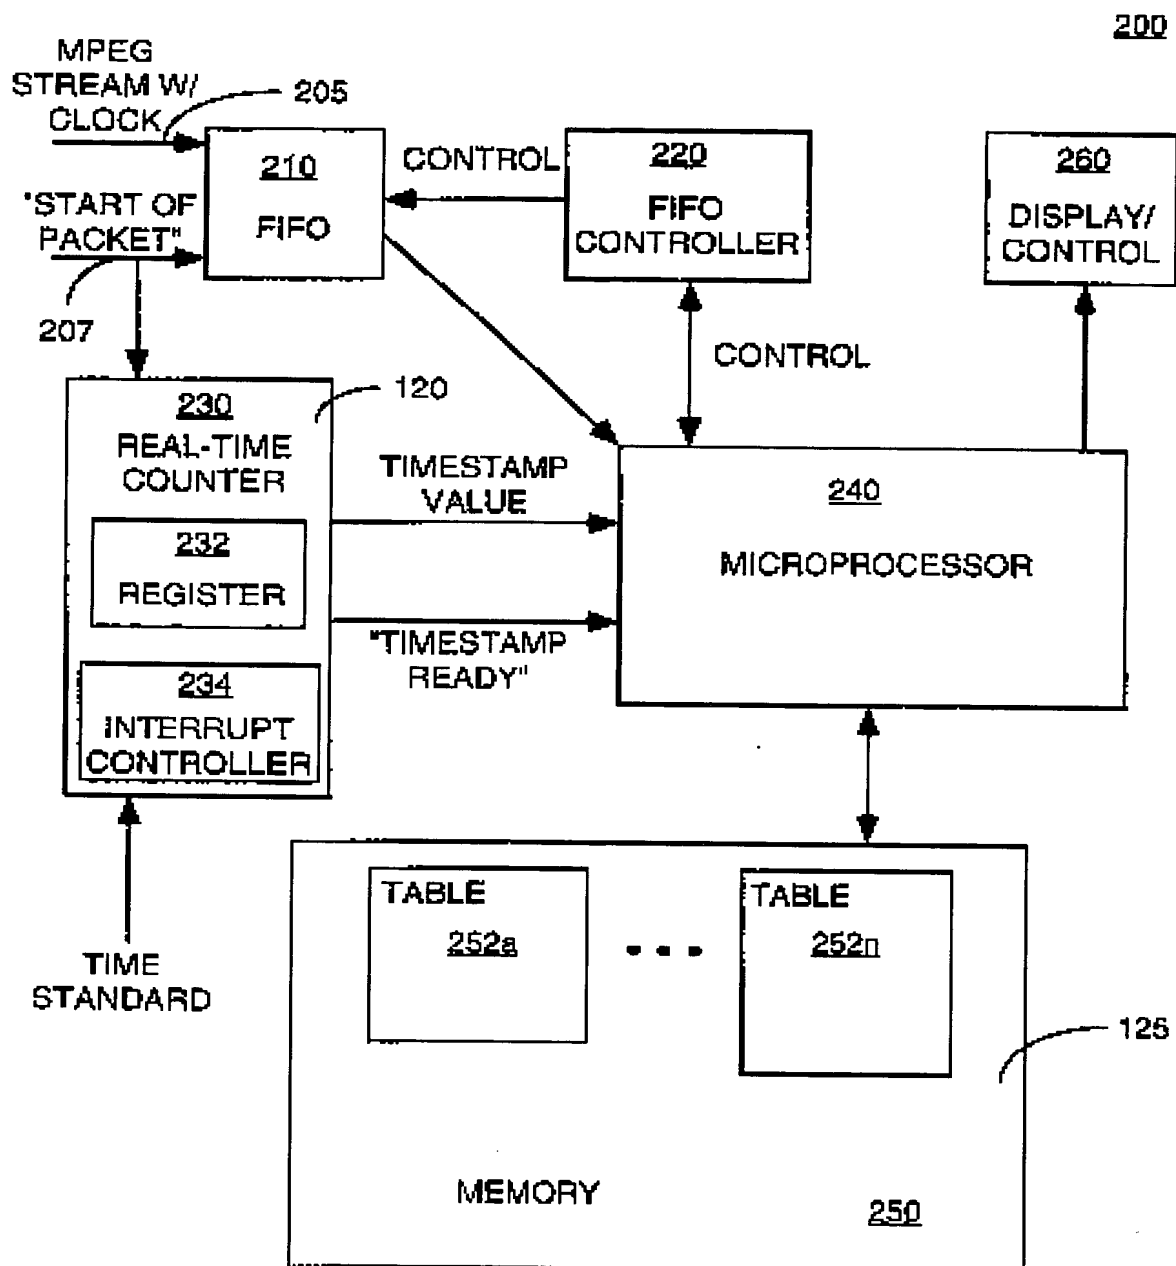 200
MPEG
STREAM W/
CLOCK
205
"START OF
PACKET"
207
210
FIFO
CONTROL
220
FIFO
CONTROLLER
260
DISPLAY/
CONTROL
CONTROL
120
230
REAL-TIME
COUNTER
232
REGISTER
234
INTERRUPT
CONTROLLER
TIMESTAMP
VALUE
"TIMESTAMP
READY"
240
MICROPROCESSOR
TIME
STANDARD
TABLE
252a
• • •
TABLE
252n
125
MEMORY
250